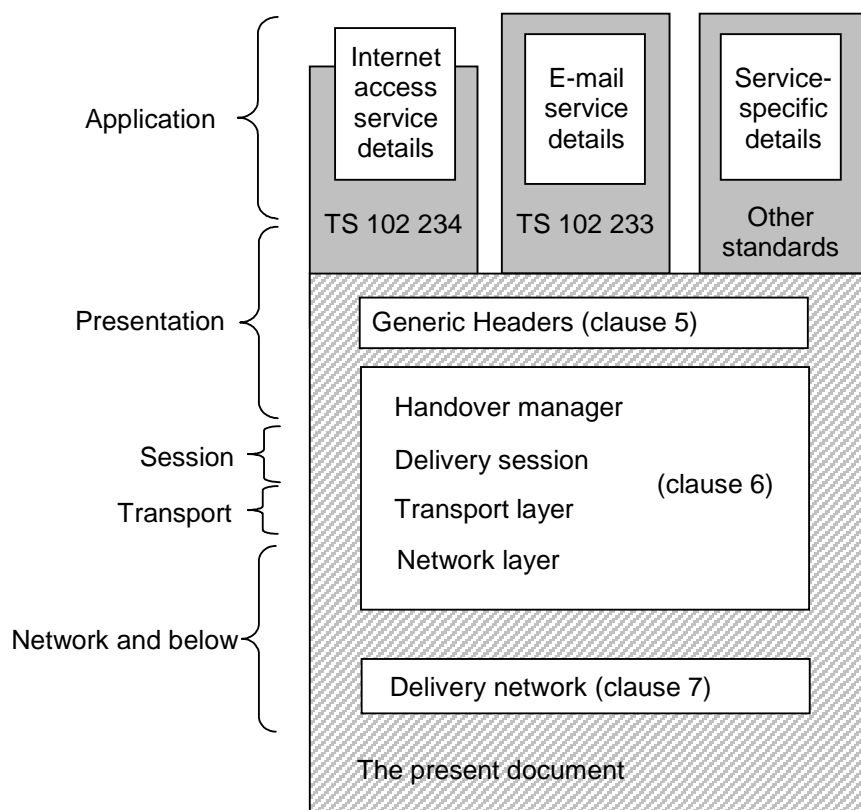 Application
Internet
access
service
details
TS 102 234
E-mail
service
details
TS 102 233
Service-
specific
details
Other
standards
Presentation
Generic Headers (clause 5)
Handover manager
Session
Delivery session
(clause 6)
Transport
Transport layer
Network layer
Network and below
Delivery network (clause 7)
The present document